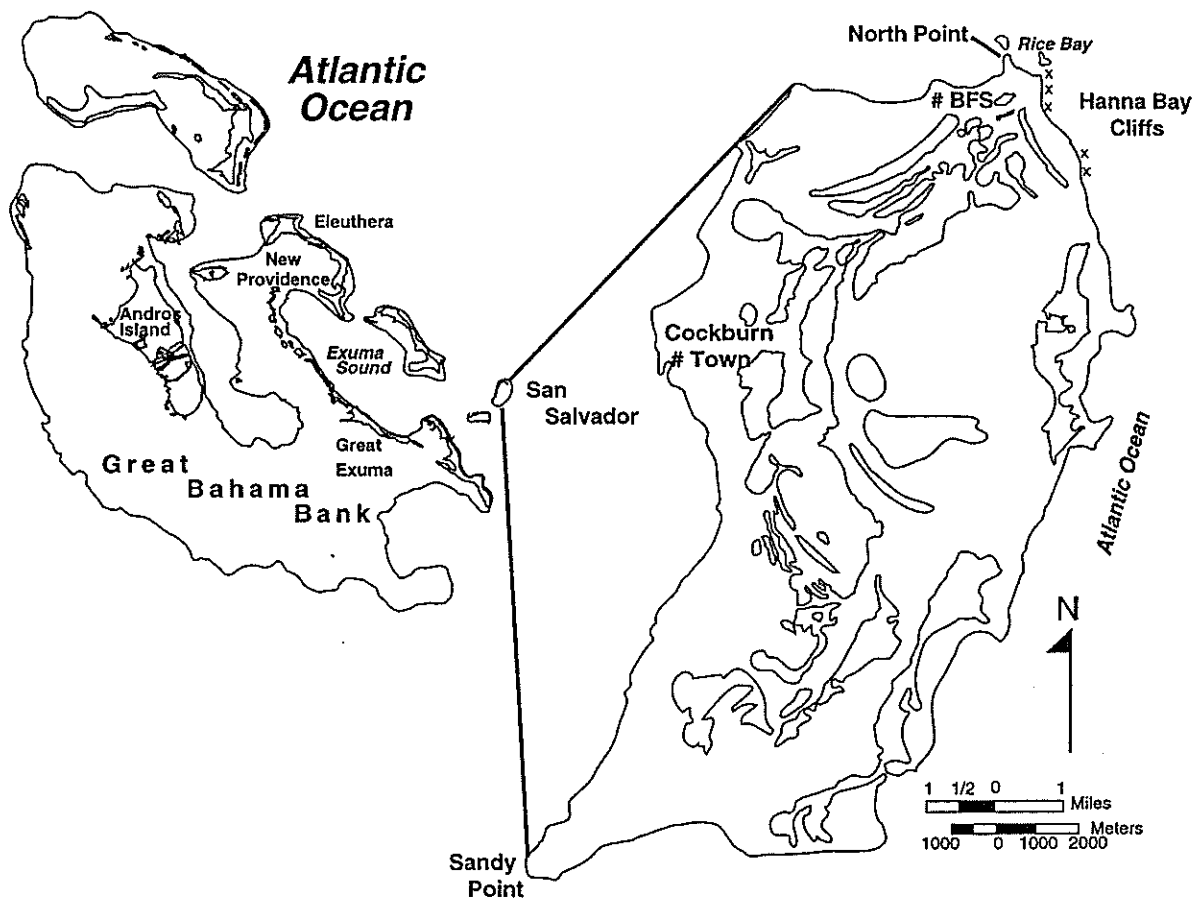 Atlantic
Ocean
Eleuthera
New
Providence
Andros
Island
Exuma
Sound
Great
Exuma
San
Salvador
Great
Bahama
Bank
North Point
Rice Bay
x
x
x
# BFS
Hanna Bay
Cliffs
x
x
Cockburn
# Town
Atlantic Ocean
N
1 1/2 0 1
Miles
Meters
1000 0 1000 2000
Sandy
Point